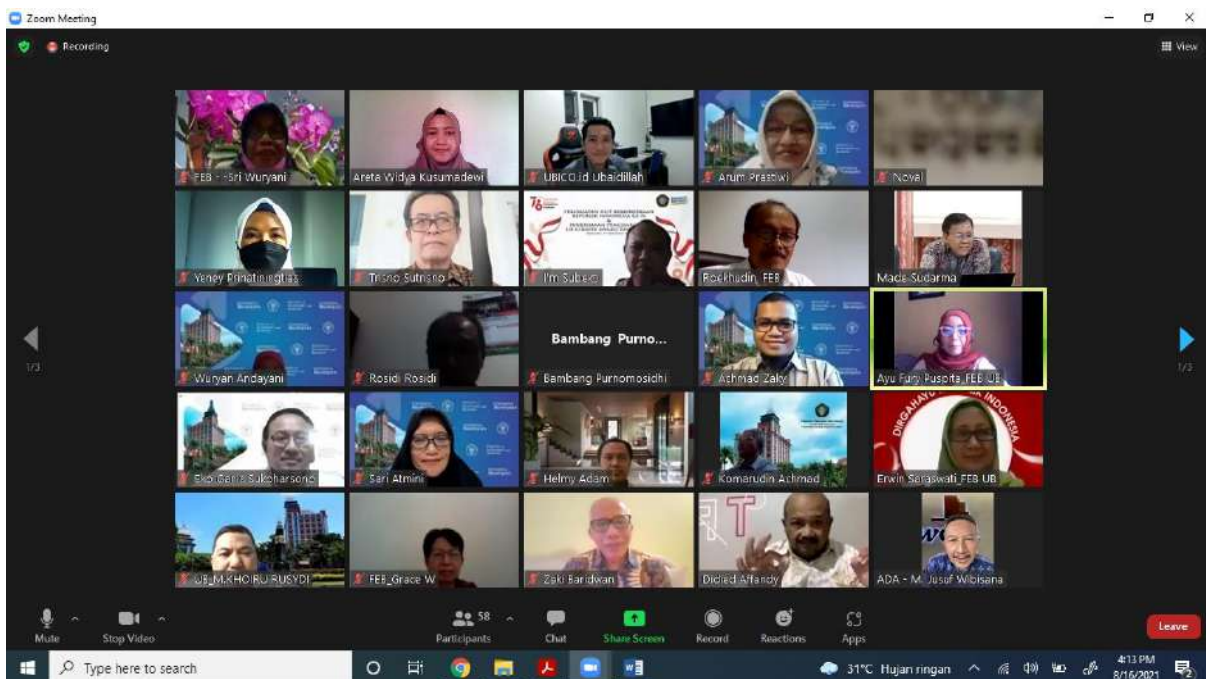 Zoom Meeting
Recording
View
FEB - -Sri Wuryani
Areta Widya Kusumadewi
UBICO.id Ubaidillah
Arum Prastiwi
Noval
Trisno Sutrisno
I'm Subekti
Roekhudin_FEB
Made Sudarma
1/3
Wuryan Andayani
Rosidi Rosidi
Bambang Purno...
Bambang Purnomosidhi
Achmad Zaky
Ayu Fury Puspita_FEB UB
1/3
DIRGAHAYU
INDONESIA
Eko Ganis Sukoharsono
Sari Atmini
Helmy Adam
Komarudin Achmad
Erwin Saraswati_FEB UB
UB_M.KHOIRU RUSYDI
FEB_Grace W
Zaki Baridwan
Didied Affandy
ADA - M. Jusuf Wibisana
58
Mute
Stop Video
Participants
Chat
Share Screen
Record
Reactions
Apps
Leave
Type here to search
31°C Hujan ringan
4:13 PM
8/16/2021
2